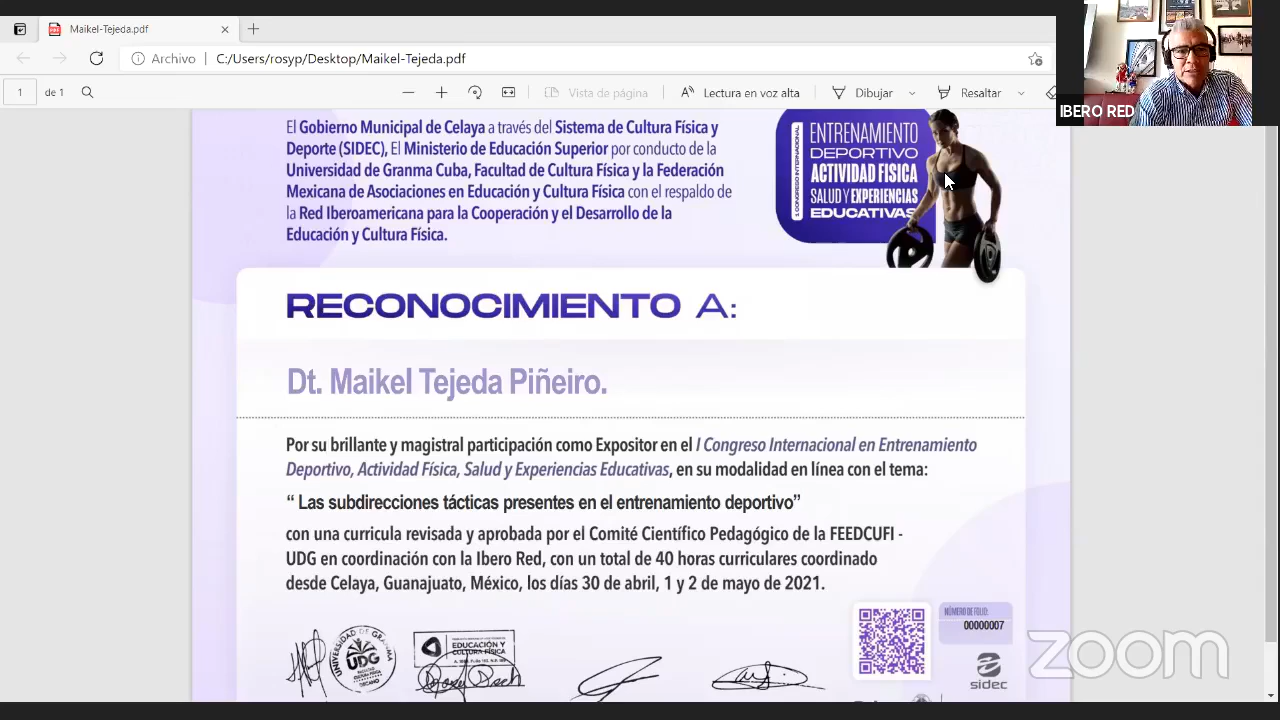 Maikel-Tejeda.pdf
Archivo C:/Users/rosyp/Desktop/Maikel-Tejeda.pdf
1 de 1 Vista de página Lectura en voz alta Dibujar Resaltar
IBERO RED
El Gobierno Municipal de Celaya a través del Sistema de Cultura Física y
Deporte (SIDEC), El Ministerio de Educación Superior por conducto de la
Universidad de Granma Cuba, Facultad de Cultura Física y la Federación
Mexicana de Asociaciones en Educación y Cultura Física con el respaldo de
la Red Iberoamericana para la Cooperación y el Desarrollo de la
Educación y Cultura Física.
1 CONGRESO INTERNACIONAL
ENTRENAMIENTO
DEPORTIVO
ACTIVIDAD FISICA
SALUD Y EXPERIENCIAS
EDUCATIVAS
RECONOCIMIENTO A:
Dt. Maikel Tejeda Piñeiro.
Por su brillante y magistral participación como Expositor en el I Congreso Internacional en Entrenamiento
Deportivo, Actividad Física, Salud y Experiencias Educativas, en su modalidad en línea con el tema:
“ Las subdirecciones tácticas presentes en el entrenamiento deportivo”
con una curricula revisada y aprobada por el Comité Científico Pedagógico de la FEEDCUFI -
UDG en coordinación con la Ibero Red, con un total de 40 horas curriculares coordinado
desde Celaya, Guanajuato, México, los días 30 de abril, 1 y 2 de mayo de 2021.
UNIVERSIDAD DE GRANMA
UDG
EDUCACIÓN Y
CULTURA FÍSICA
NÚMERO DE FOLIO:
00000007
sidec
zoom